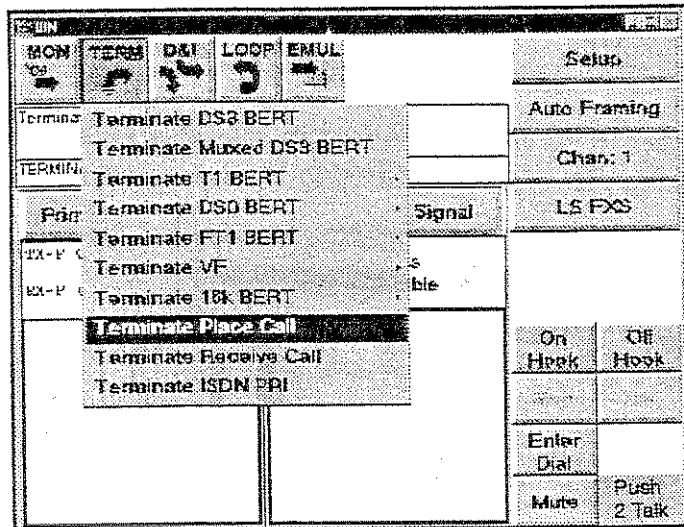 MON TERM D&I LOOP EMUL
Setup
Auto Framing
Chan: 1
LS FXS
Terminate DS3 BERT
Terminate Muxed DS3 BERT
Terminate T1 BERT
Terminate DS0 BERT
Terminate FT1 BERT
Terminate VF
Terminate 16k BERT
Terminate Place Call
Terminate Receive Call
Terminate ISDN PRI
Signal
On Hook
Off Hook
Enter Dial
Mute
Push 2 Talk